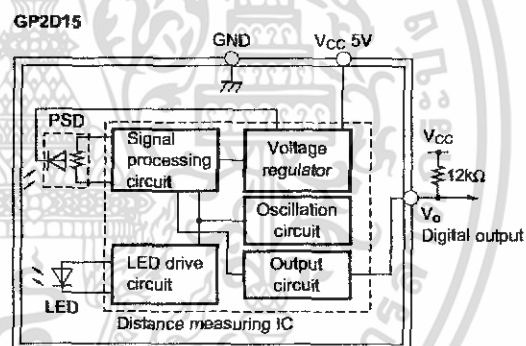 GP2D15
GND
VCC 5V
PSD
Signal
processing
circuit
Voltage
regulator
VCC
12kΩ
Oscillation
circuit
Vo
Digital output
LED drive
circuit
Output
circuit
LED
Distance measuring IC